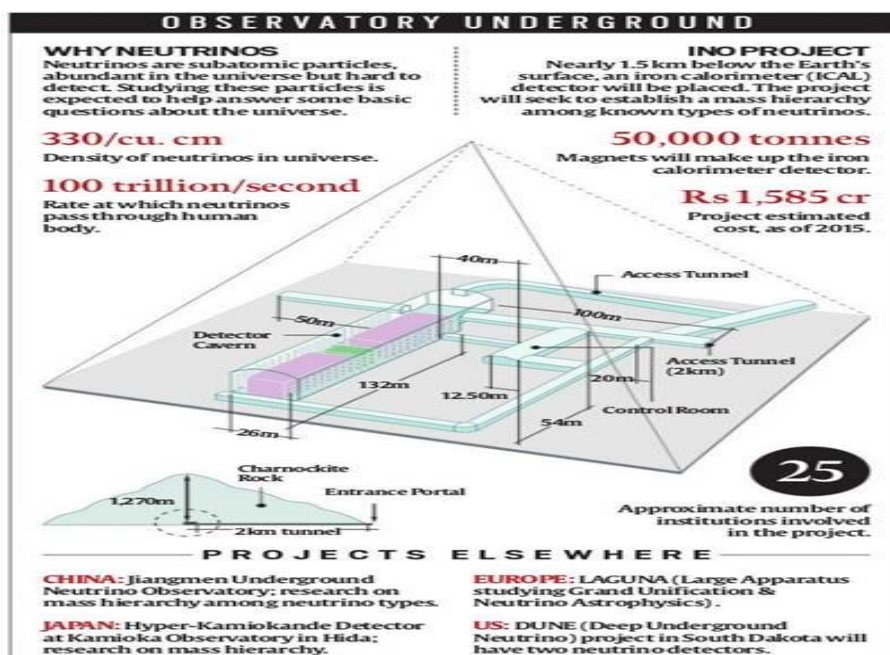 OBSERVATORY UNDERGROUND
WHY NEUTRINOS
Neutrinos are subatomic particles,
abundant in the universe but hard to
detect. Studying these particles is
expected to help answer some basic
questions about the universe.
330/cu. cm
Density of neutrinos in universe.
100 trillion/second
Rate at which neutrinos
pass through human
body.
INO PROJECT
Nearly 1.5 km below the Earth's
surface, an iron calorimeter (ICAL)
detector will be placed. The project
will seek to establish a mass hierarchy
among known types of neutrinos.
50,000 tonnes
Magnets will make up the iron
calorimeter detector.
Rs 1,585 cr
Project estimated
cost, as of 2015.
40m
Access Tunnel
50m
100m
Detector
Cavern
Access Tunnel
(2km)
132m
12.50m
20m
Control Room
54m
26m
25
Approximate number of
institutions involved
in the project.
Charnockite
Rock
1,270m
Entrance Portal
2km tunnel
PROJECTS ELSEWHERE
CHINA: Jiangmen Underground
Neutrino Observatory; research on
mass hierarchy among neutrino types.
JAPAN: Hyper-Kamiokande Detector
at Kamioka Observatory in Hida;
research on mass hierarchy.
EUROPE: LAGUNA (Large Apparatus
studying Grand Unification &
Neutrino Astrophysics) .
US: DUNE (Deep Underground
Neutrino) project in South Dakota will
have two neutrino detectors.